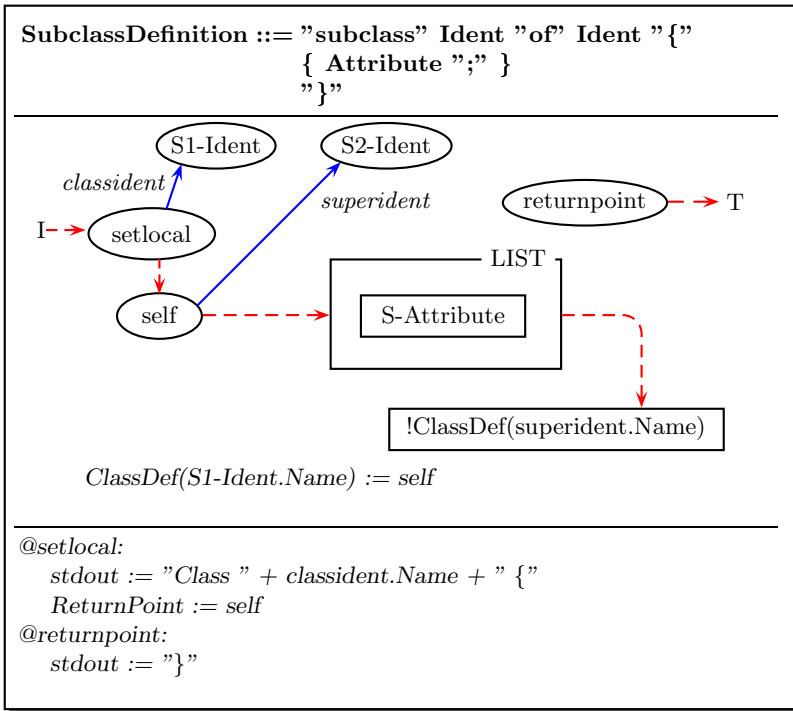 SubclassDefinition ::= ”subclass” Ident ”of” Ident ”{”
{ Attribute ”;” }
”}”
S1-Ident
S2-Ident
classident
superident
returnpoint
T
I
setlocal
LIST
self
S-Attribute
!ClassDef(superident.Name)
ClassDef(S1-Ident.Name) := self
@setlocal:
stdout := ”Class ” + classident.Name + ” {”
ReturnPoint := self
@returnpoint:
stdout := ”}”